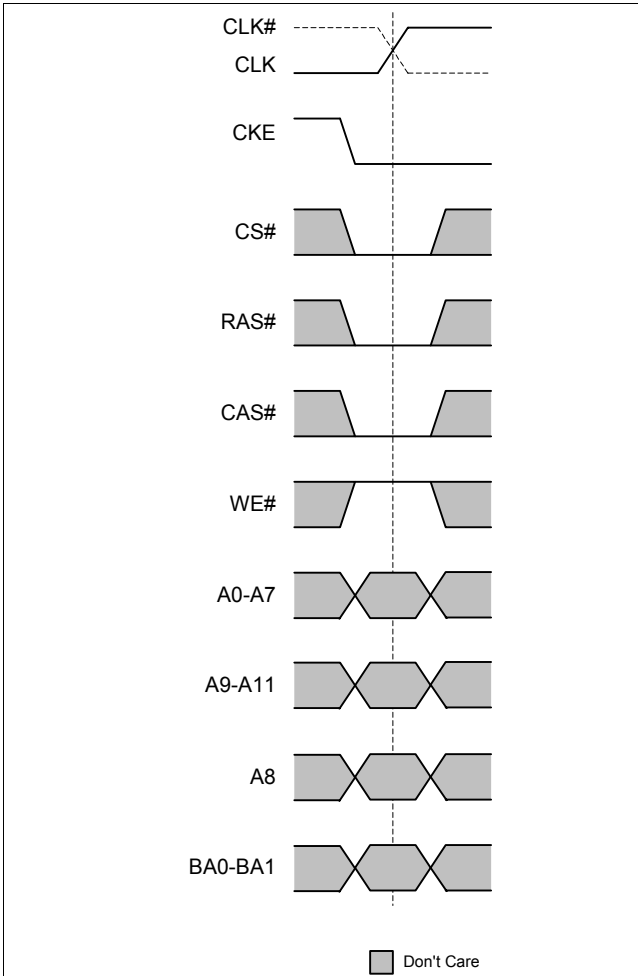 CLK#
CLK
CKE
CS#
RAS#
CAS#
WE#
A0-A7
A9-A11
A8
BA0-BA1
Don't Care